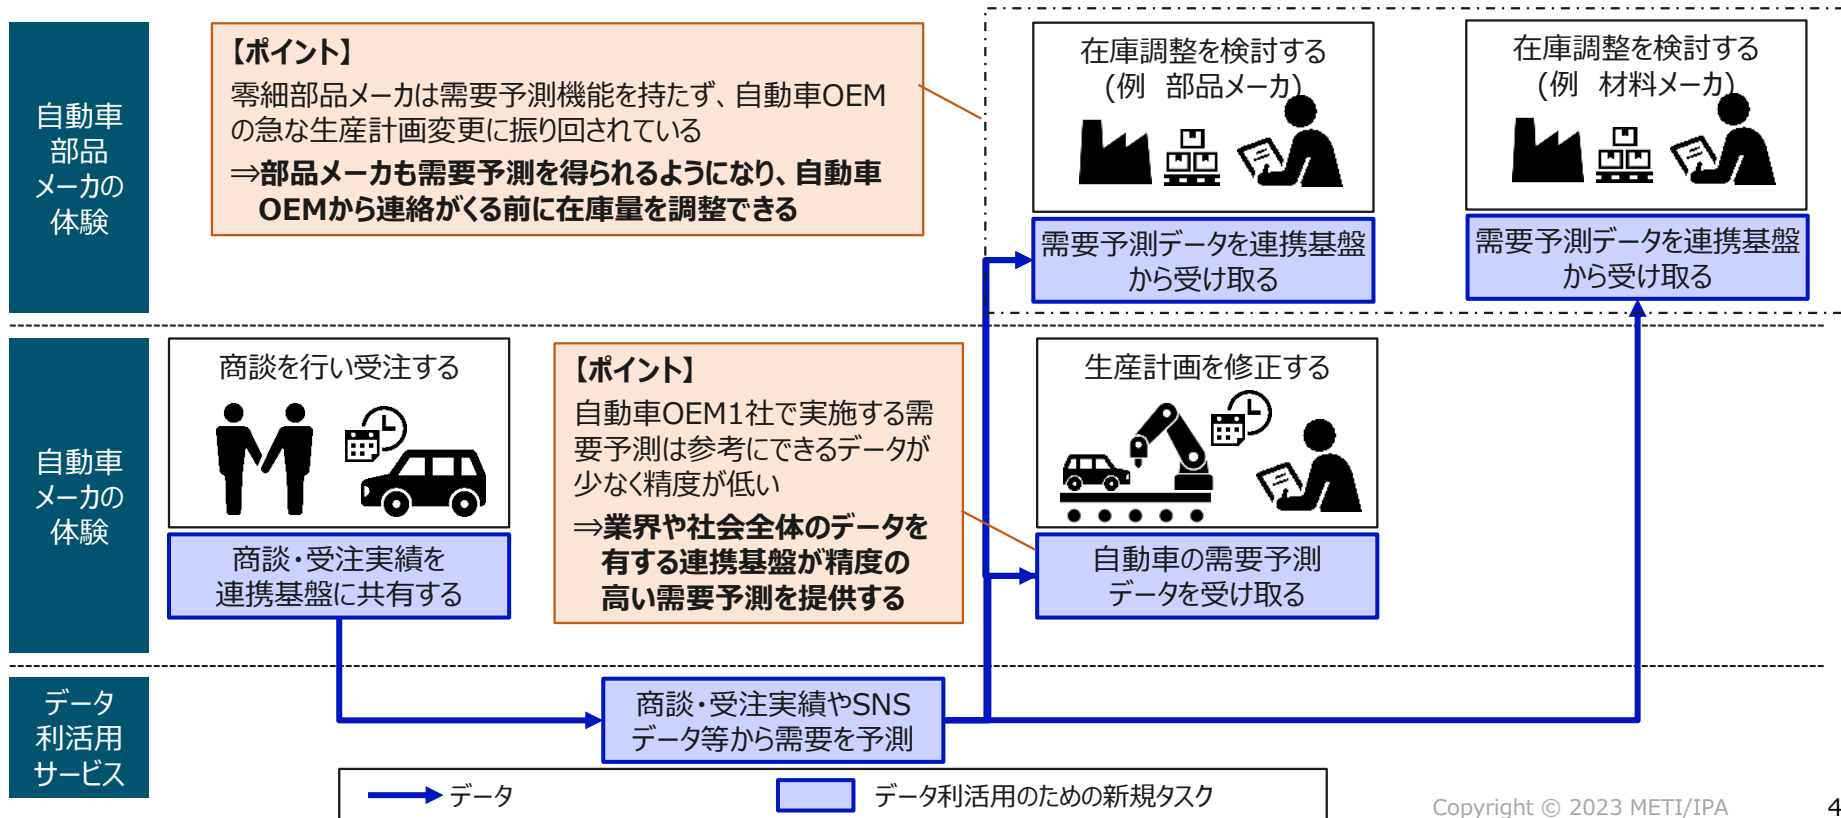 自動車
部品
メーカの
体験
【ポイント】
零細部品メーカは需要予測機能を持たず、自動車OEM
の急な生産計画変更に振り回されている
⇒部品メーカも需要予測を得られるようになり、自動車
OEMから連絡がくる前に在庫量を調整できる
在庫調整を検討する
(例　部品メーカ)
需要予測データを連携基盤
から受け取る
在庫調整を検討する
(例　材料メーカ)
需要予測データを連携基盤
から受け取る
自動車
メーカの
体験
商談を行い受注する
商談・受注実績を
連携基盤に共有する
【ポイント】
自動車OEM1社で実施する需
要予測は参考にできるデータが
少なく精度が低い
⇒業界や社会全体のデータを
有する連携基盤が精度の
高い需要予測を提供する
生産計画を修正する
自動車の需要予測
データを受け取る
データ
利活用
サービス
商談・受注実績やSNS
データ等から需要を予測
データ
データ利活用のための新規タスク
Copyright © 2023 METI/IPA
4